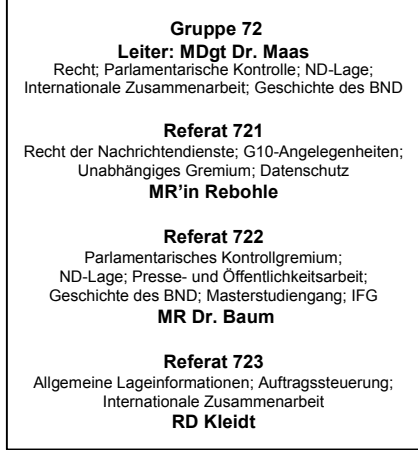 Gruppe 72
Leiter: MDgt Dr. Maas
Recht; Parlamentarische Kontrolle; ND-Lage;
Internationale Zusammenarbeit; Geschichte des BND
Referat 721
Recht der Nachrichtendienste; G10-Angelegenheiten;
Unabhängiges Gremium; Datenschutz
MR’in Rebohle
Referat 722
Parlamentarisches Kontrollgremium;
ND-Lage; Presse- und Öffentlichkeitsarbeit;
Geschichte des BND; Masterstudiengang; IFG
MR Dr. Baum
Referat 723
Allgemeine Lageinformationen; Auftragssteuerung;
Internationale Zusammenarbeit
RD Kleidt